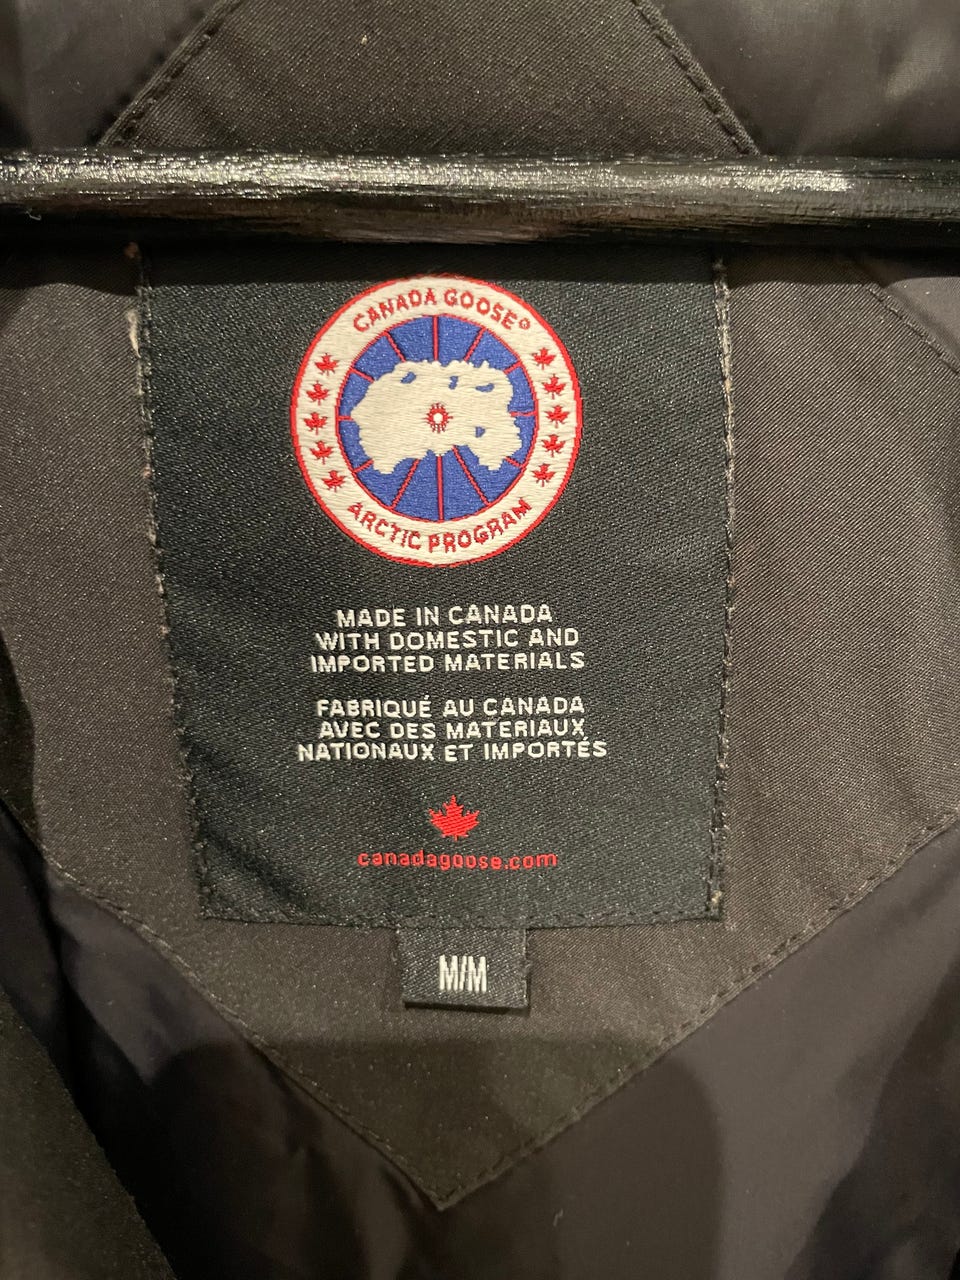 CANADA GOOSE®
ARCTIC PROGRAM
MADE IN CANADA
WITH DOMESTIC AND
IMPORTED MATERIALS
FABRIQUÉ AU CANADA
AVEC DES MATERIAUX
NATIONAUX ET IMPORTÉS
canadagoose.com
M/M